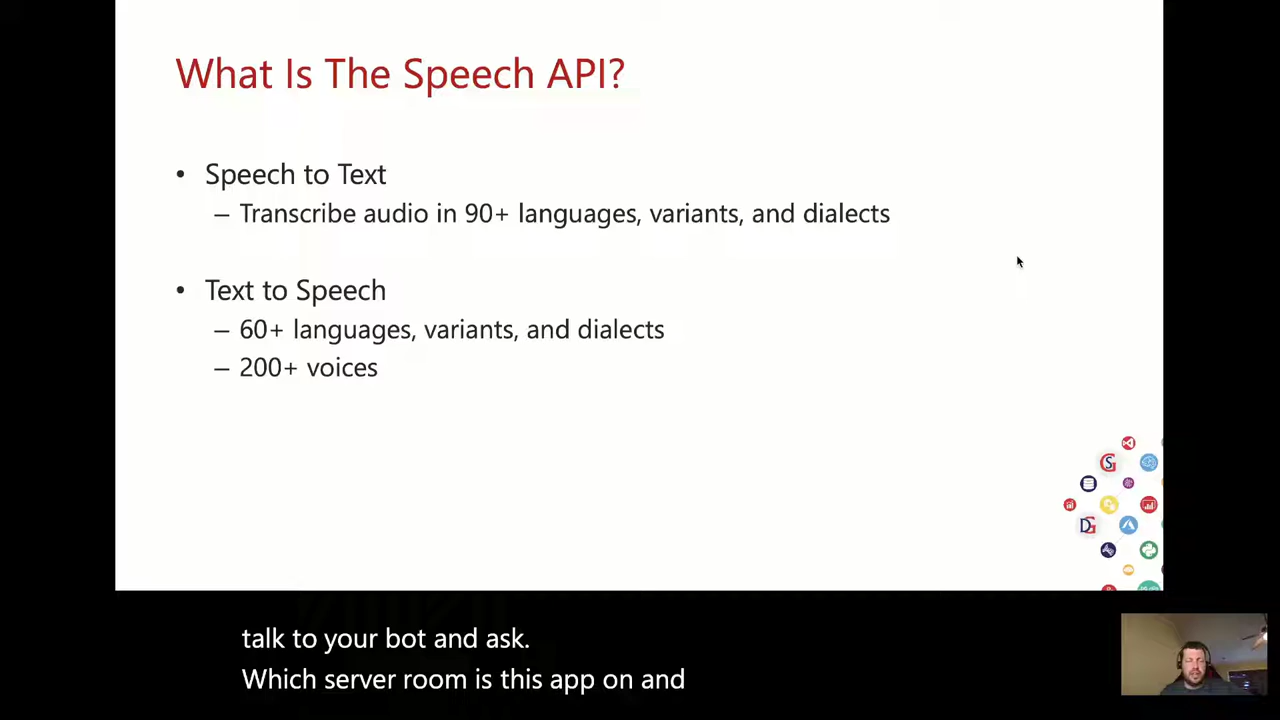 What Is The Speech API?
• Speech to Text
– Transcribe audio in 90+ languages, variants, and dialects
• Text to Speech
– 60+ languages, variants, and dialects
– 200+ voices
SG
DG
talk to your bot and ask.
Which server room is this app on and